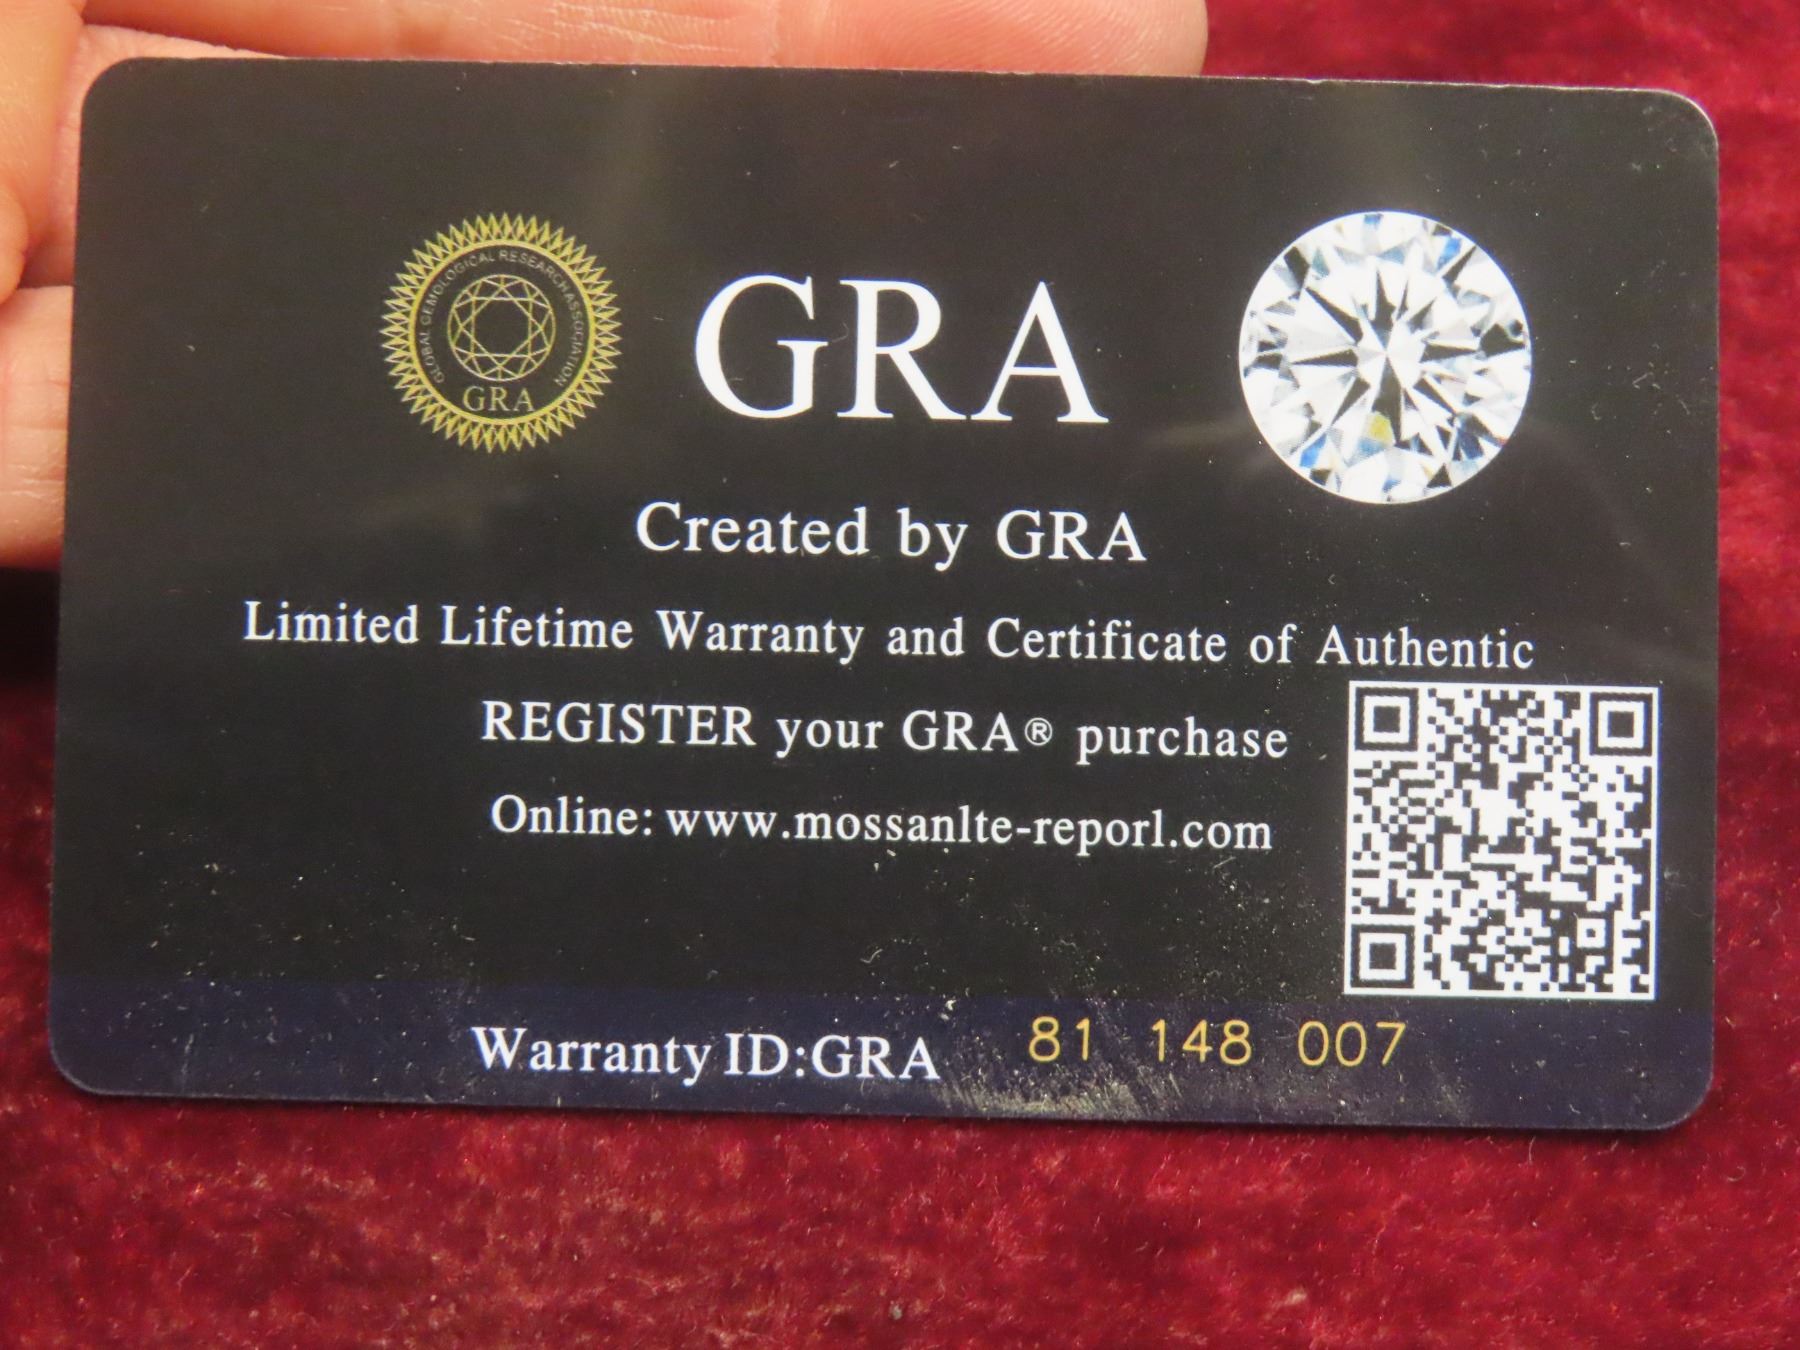 GLOBAL GEMOLOGICAL RESEARCH ASSOCIATION
GRA
GRA
Created by GRA
Limited Lifetime Warranty and Certificate of Authentic
REGISTER your GRA® purchase
Online: www.mossanlte-reporl.com
Warranty ID:GRA 81 148 007